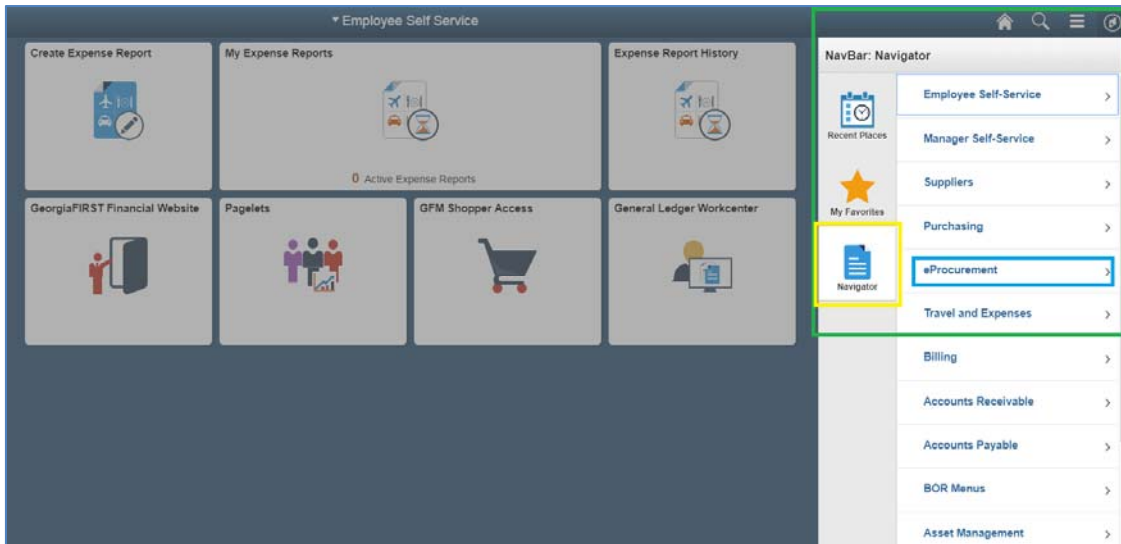 Employee Self Service
Create Expense Report
My Expense Reports
0 Active Expense Reports
Expense Report History
GeorgiaFIRST Financial Website
Pagelets
GFM Shopper Access
General Ledger Workcenter
NavBar: Navigator
Recent Places
My Favorites
Navigator
Employee Self-Service
Manager Self-Service
Suppliers
Purchasing
eProcurement
Travel and Expenses
Billing
Accounts Receivable
Accounts Payable
BOR Menus
Asset Management